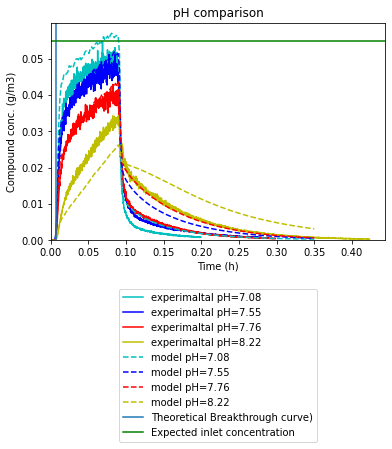 pH comparison
Compound conc. (g/m3)
0.05
0.04
0.03
0.02
0.01
0.00
0.00 0.05 0.10 0.15 0.20 0.25 0.30 0.35 0.40
Time (h)
experimaltal pH=7.08
experimaltal pH=7.55
experimaltal pH=7.76
experimaltal pH=8.22
model pH=7.08
model pH=7.55
model pH=7.76
model pH=8.22
Theoretical Breakthrough curve)
Expected inlet concentration